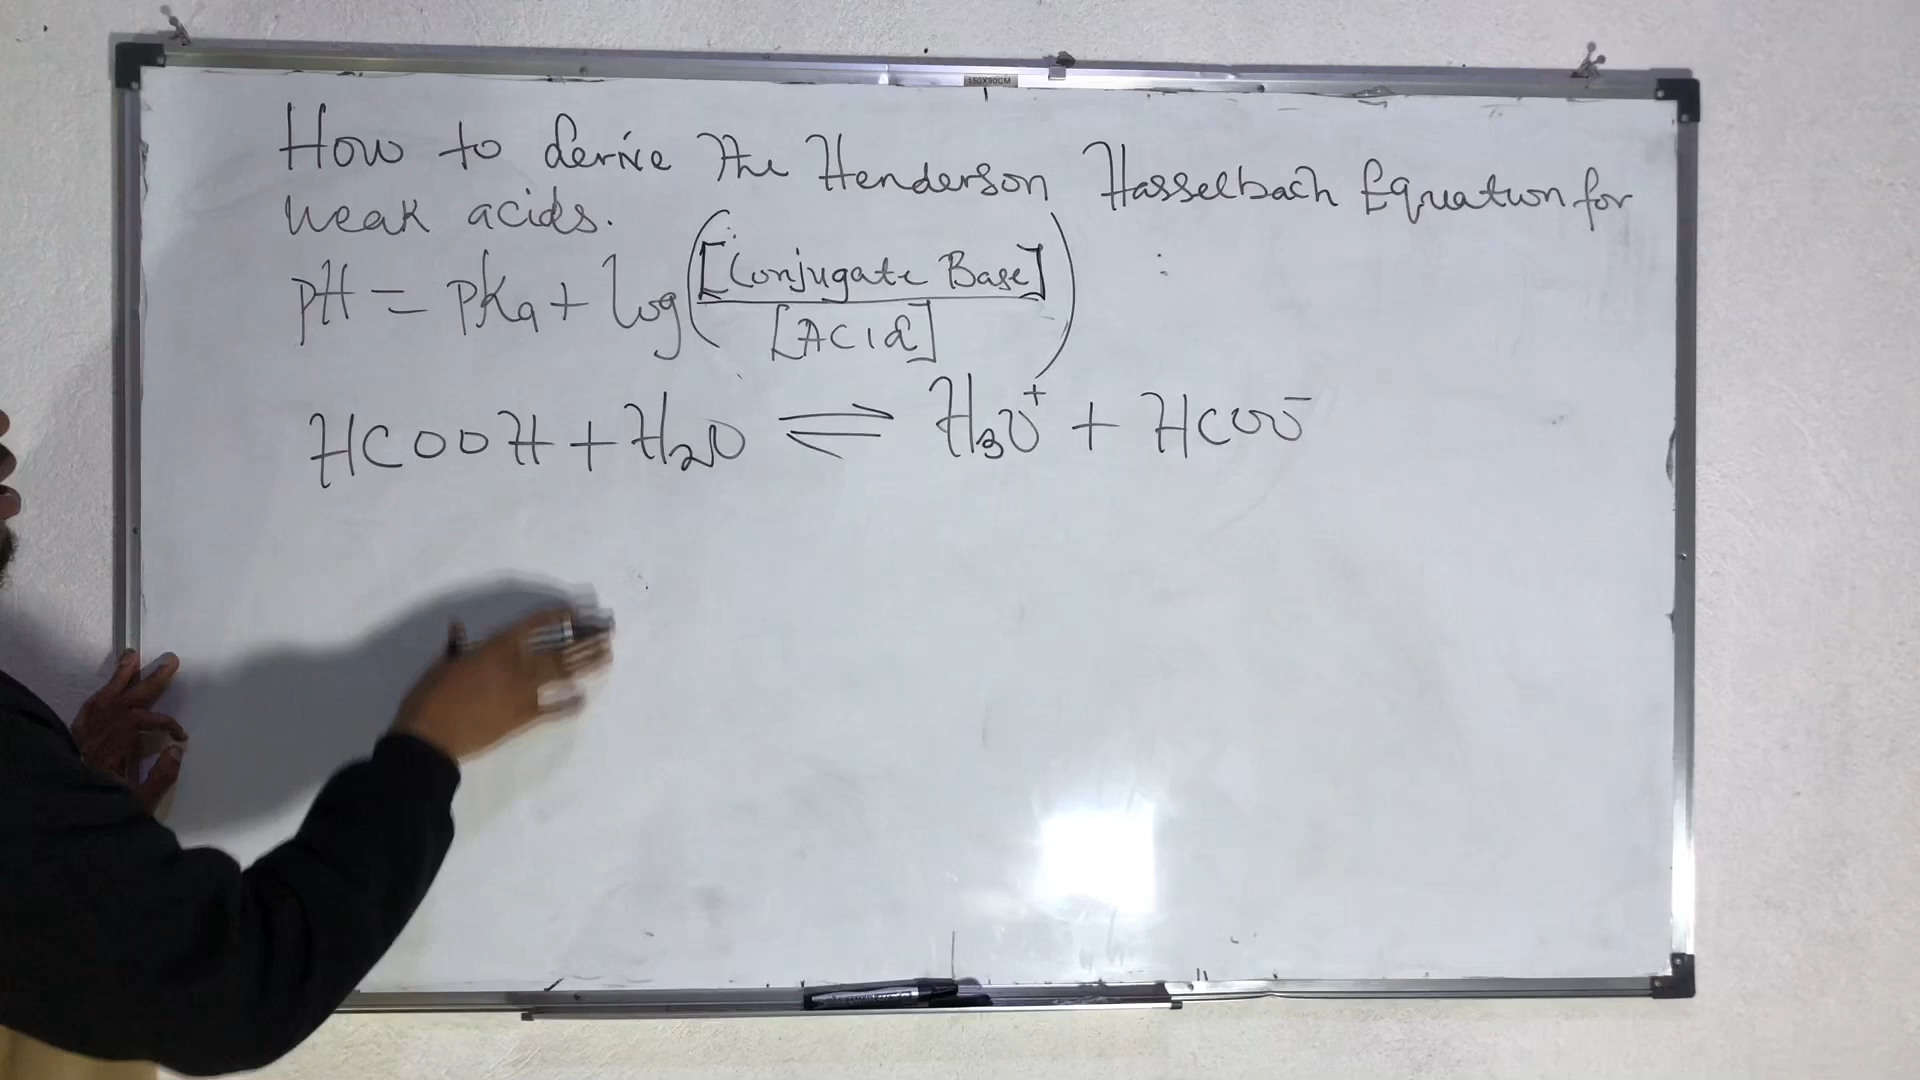 150X90CM
How to derive the Henderson Hasselbach Equation for
weak acids.
pH = pKa + log([Conjugate Base]/[Acid])
HCOOH + H₂O ⇌ H₃O⁺ + HCOO⁻